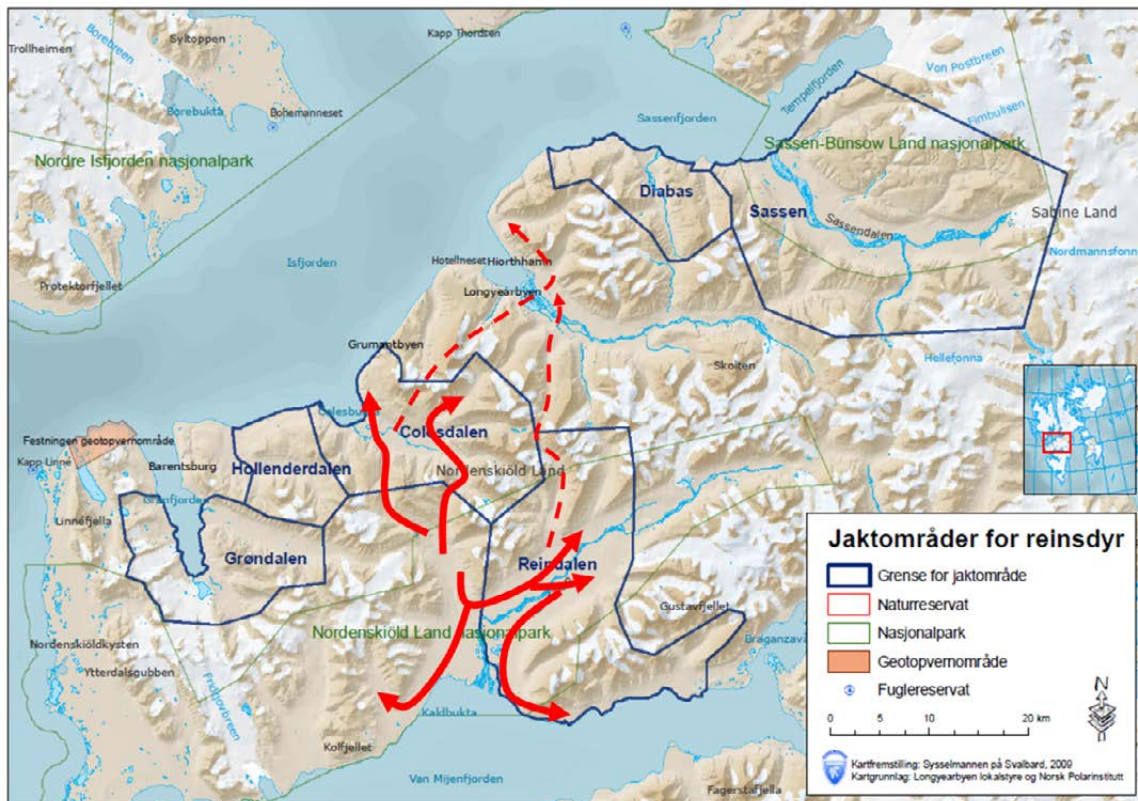 Trollheimen
Borebreen
Syltoppen
Kapp Thordsen
Borebukta
Bohemanneset
Nordre Isfjorden nasjonalpark
Sassenfjorden
Tempelfjorden
Von Postbreen
Fimbulisen
Sassen-Bünsow Land nasjonalpark
Diabas
Sassen
Sassendalen
Sabine Land
Nordmannsfonna
Isfjorden
Protektorfjellet
Hotellneset
Hiorthhamn
Longyearbyen
Grumantbyen
Skolten
Hellefonna
Colesbukta
Colesdalen
Festningen geotopvernområde
Kapp Linné
Barentsburg
Hollenderdalen
Nordenskiöld Land
Grønfjorden
Linnéfjella
Grøndalen
Reindalen
Gustavfjellet
Nordenskiöld Land nasjonalpark
Nordenskiöldkysten
Ytterdalsgubben
Fridtjovbreen
Kaldbukta
Kolfjellet
Van Mijenfjorden
Fagerstafjella
Jaktområder for reinsdyr
Grense for jaktområde
Naturreservat
Nasjonalpark
Geotopvernområde
Fuglereservat
N
0 5 10 20 km
Kartfremstilling: Sysselmannen på Svalbard, 2009
Kartgrunnlag: Longyearbyen lokalstyre og Norsk Polarinstitutt